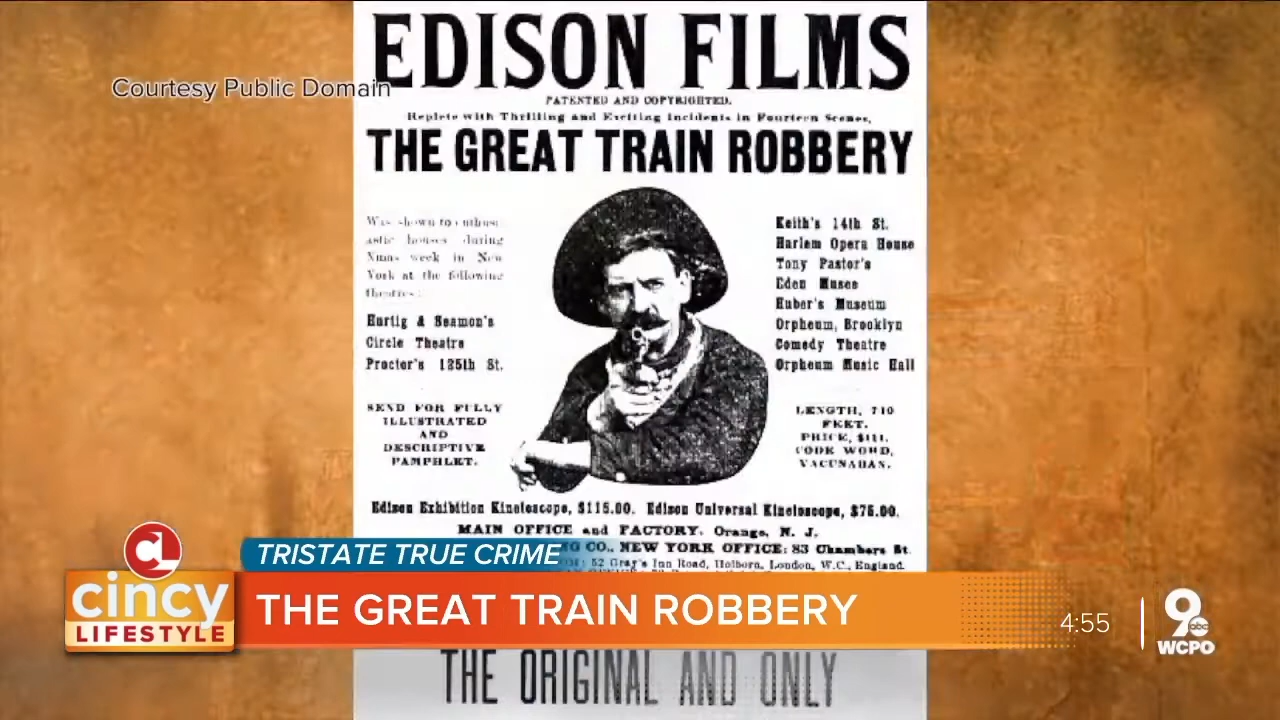 EDISON FILMS
Courtesy Public Domain
PATENTED AND COPYRIGHTED.
Replete with Thrilling and Exciting Incidents in Fourteen Scenes,
THE GREAT TRAIN ROBBERY
Was shown to enthusi-
astic houses during
Xmas week in New
York at the following
theatres:
Hurtig & Seamon's
Circle Theatre
Proctor's 125th St.
SEND FOR FULLY
ILLUSTRATED
AND
DESCRIPTIVE
PAMPHLET.
Keith's 14th St.
Harlem Opera House
Tony Pastor's
Eden Musee
Huber's Museum
Orpheum, Brooklyn
Comedy Theatre
Orpheum Music Hall
LENGTH, 740
FEET.
PRICE, $111.
CODE WORD,
VACUNABAN.
Edison Exhibition Kinetoscope, $115.00. Edison Universal Kinetoscope, $75.00.
MAIN OFFICE and FACTORY, Orange, N. J.
NG CO., NEW YORK OFFICE: 83 Chambers St.
52 Gray's Inn Road, Holborn, London, W.C., England.
TRISTATE TRUE CRIME
cincy
LIFESTYLE
THE GREAT TRAIN ROBBERY
4:55
9
abc
WCPO
THE ORIGINAL AND ONLY